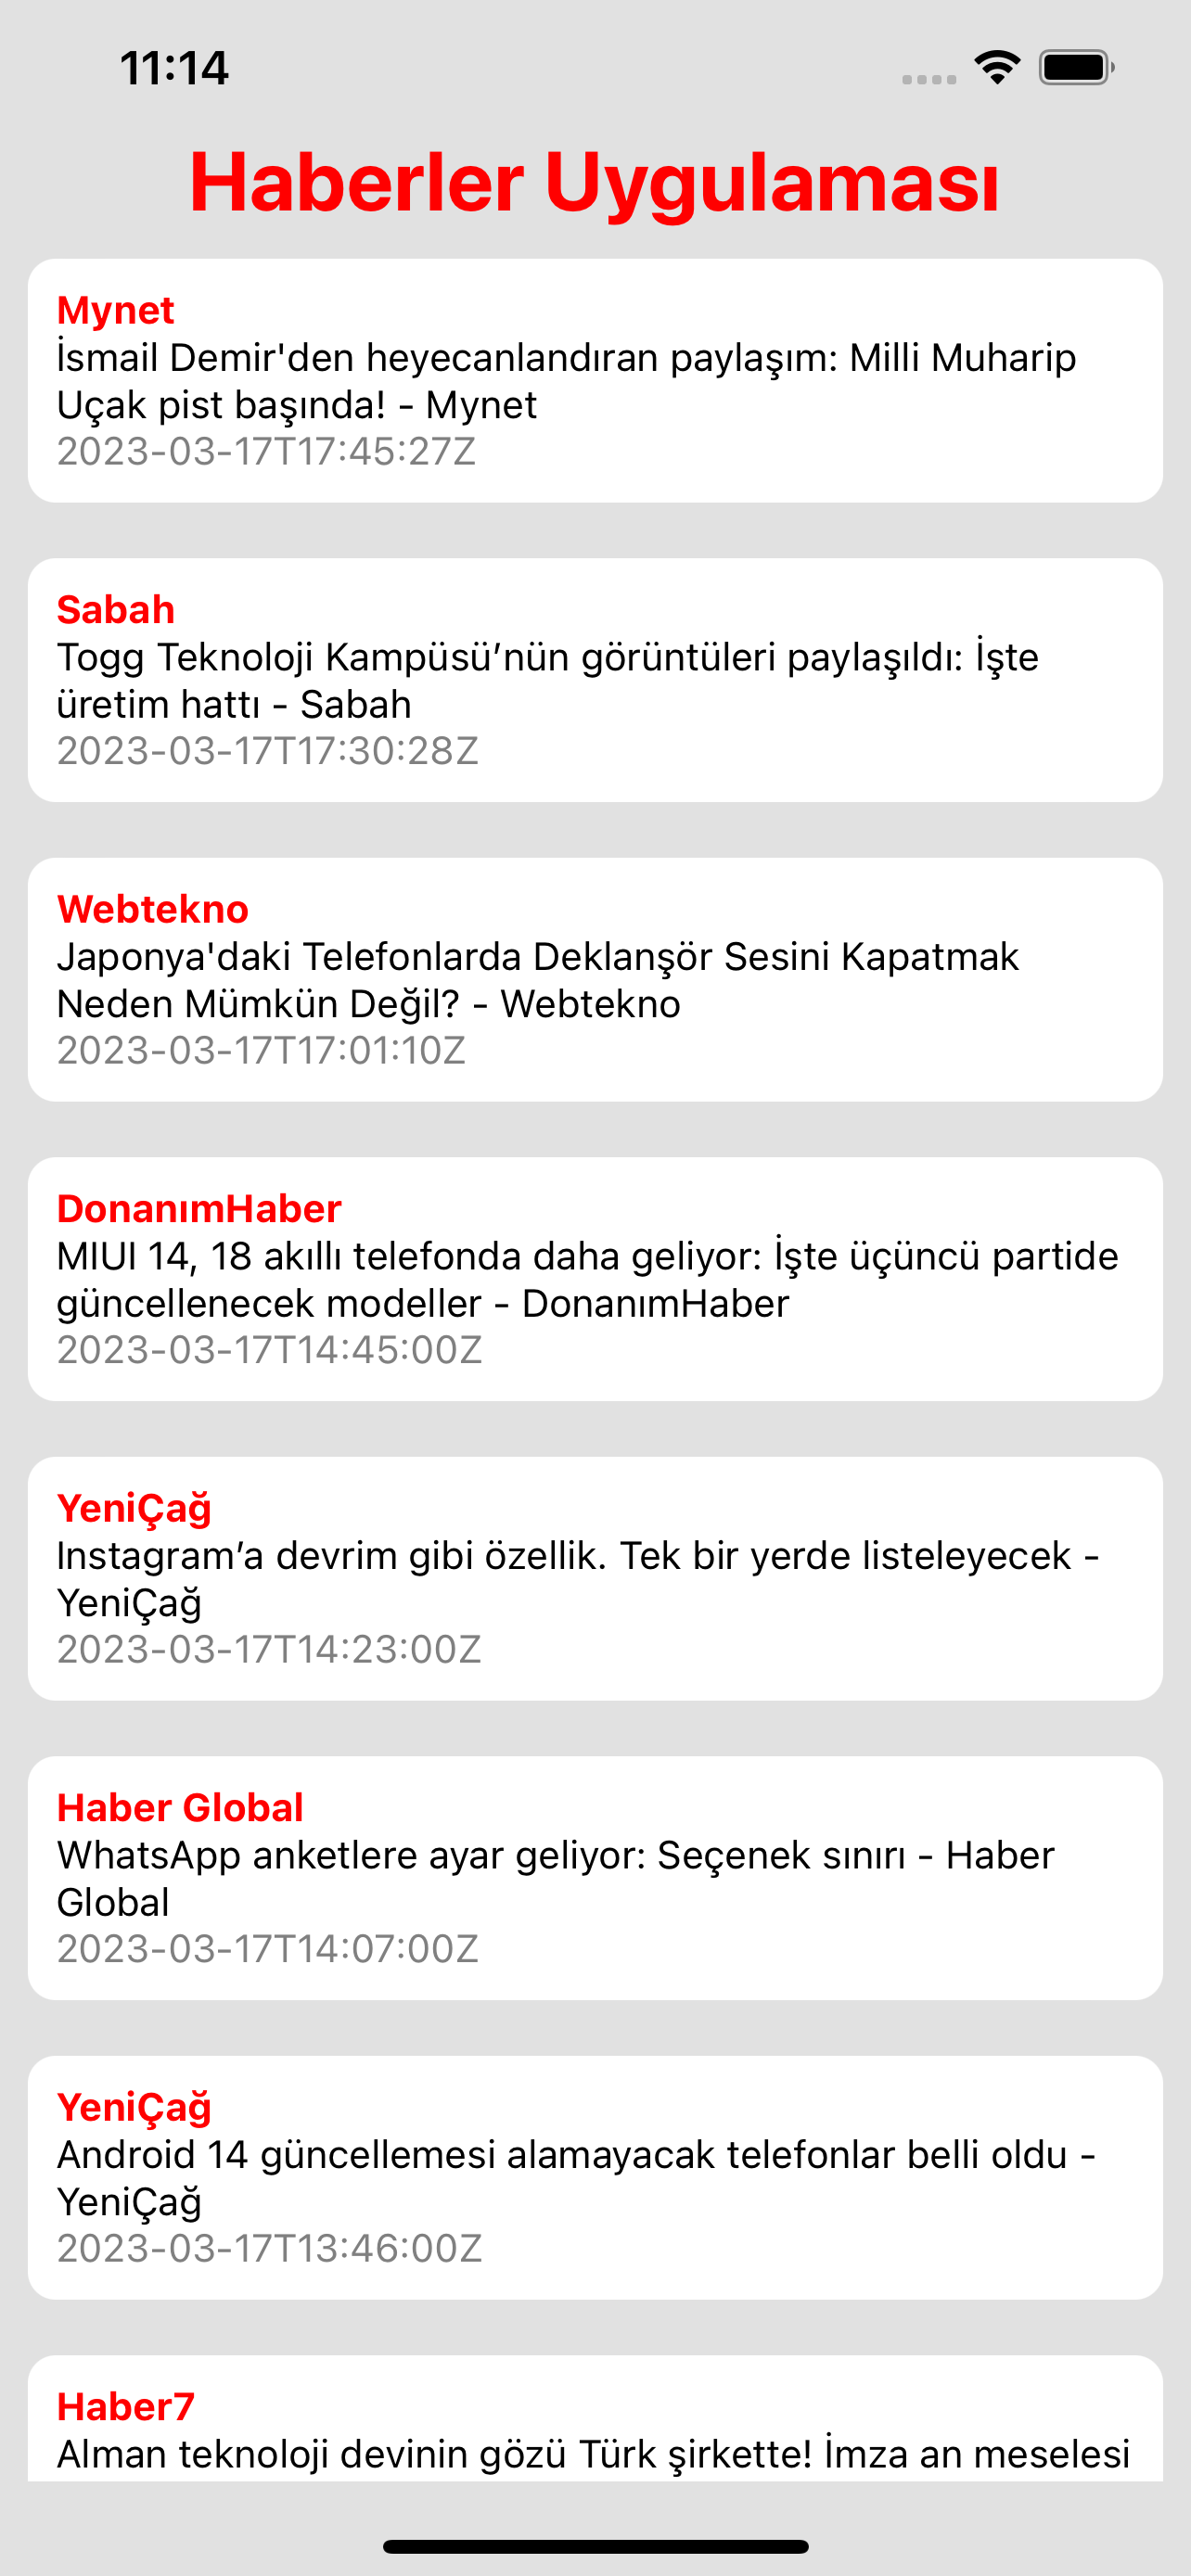 11:14
Haberler Uygulaması
Mynet
İsmail Demir'den heyecanlandıran paylaşım: Milli Muharip
Uçak pist başında! - Mynet
2023-03-17T17:45:27Z
Sabah
Togg Teknoloji Kampüsü’nün görüntüleri paylaşıldı: İşte
üretim hattı - Sabah
2023-03-17T17:30:28Z
Webtekno
Japonya'daki Telefonlarda Deklanşör Sesini Kapatmak
Neden Mümkün Değil? - Webtekno
2023-03-17T17:01:10Z
DonanımHaber
MIUI 14, 18 akıllı telefonda daha geliyor: İşte üçüncü partide
güncellenecek modeller - DonanımHaber
2023-03-17T14:45:00Z
YeniÇağ
Instagram’a devrim gibi özellik. Tek bir yerde listeleyecek -
YeniÇağ
2023-03-17T14:23:00Z
Haber Global
WhatsApp anketlere ayar geliyor: Seçenek sınırı - Haber
Global
2023-03-17T14:07:00Z
YeniÇağ
Android 14 güncellemesi alamayacak telefonlar belli oldu -
YeniÇağ
2023-03-17T13:46:00Z
Haber7
Alman teknoloji devinin gözü Türk şirkette! İmza an meselesi